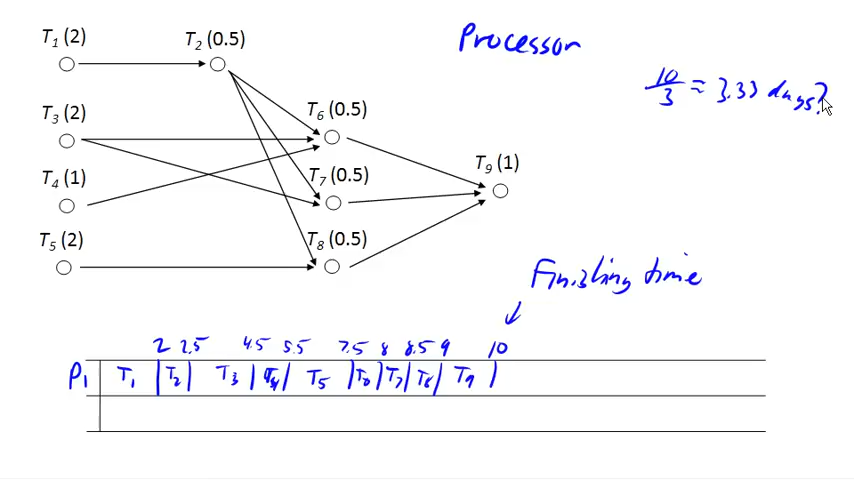 T1 (2)
T2 (0.5)
Processor
10/3 ≈ 3.33 days?
T3 (2)
T6 (0.5)
T4 (1)
T7 (0.5)
T9 (1)
T5 (2)
T8 (0.5)
Finishing time
2 2.5 4.5 5.5 7.5 8 8.5 9 10
P1 T1 T2 T3 T4 T5 T6 T7 T8 T9